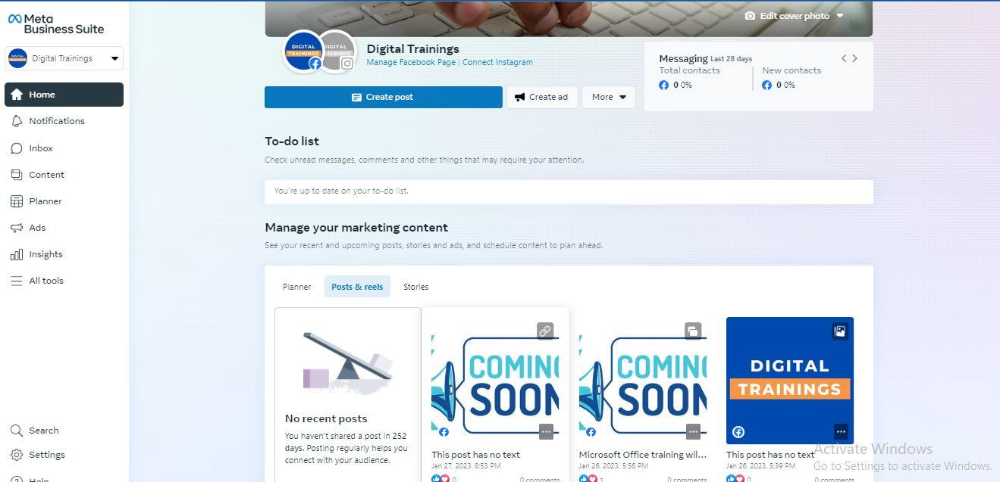 Meta
Business Suite
Digital Trainings
Home
Notifications
Inbox
Content
Planner
Ads
Insights
All tools
Search
Settings
Help
Edit cover photo
DIGITAL
TRAININGS
DIGITAL
TRAININGS
Digital Trainings
Manage Facebook Page | Connect Instagram
Create post
Create ad
More
Messaging Last 28 days
Total contacts
New contacts
0 0%
0 0%
To-do list
Check unread messages, comments and other things that may require your attention.
You're up to date on your to-do list.
Manage your marketing content
See your recent and upcoming posts, stories and ads, and schedule content to plan ahead.
Planner
Posts & reels
Stories
No recent posts
You haven't shared a post in 252
days. Posting regularly helps you
connect with your audience.
COMING
SOON
This post has no text
Jan 27, 2023, 8:53 PM
0
0 comments
COMING
SOON
Microsoft Office training wil...
Jan 26, 2023, 5:56 PM
1
0 comments
DIGITAL
TRAININGS
This post has no text
Jan 26, 2023, 5:39 PM
0
0 comments
Activate Windows
Go to Settings to activate Windows.